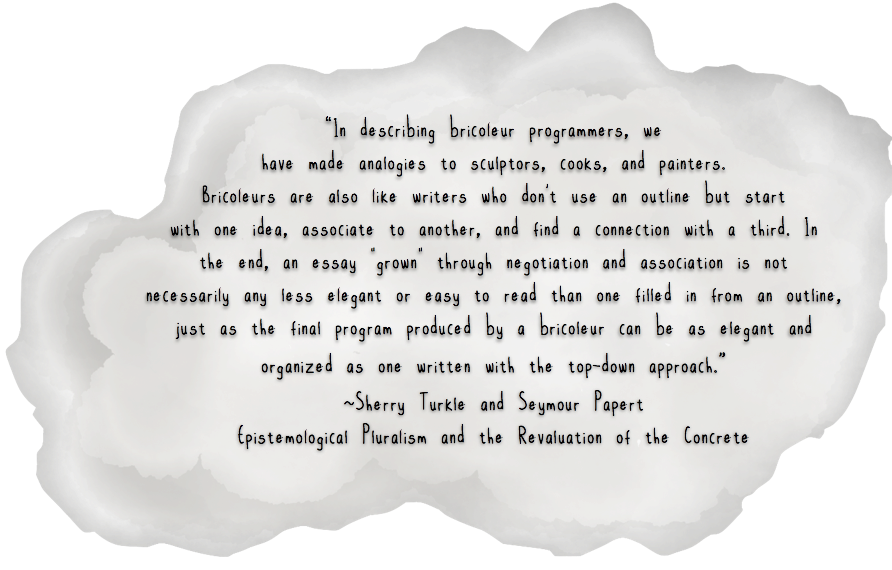 “In describing bricoleur programmers, we
have made analogies to sculptors, cooks, and painters.
Bricoleurs are also like writers who don't use an outline but start
with one idea, associate to another, and find a connection with a third. In
the end, an essay "grown" through negotiation and association is not
necessarily any less elegant or easy to read than one filled in from an outline,
just as the final program produced by a bricoleur can be as elegant and
organized as one written with the top-down approach.”
~Sherry Turkle and Seymour Papert
Epistemological Pluralism and the Revaluation of the Concrete